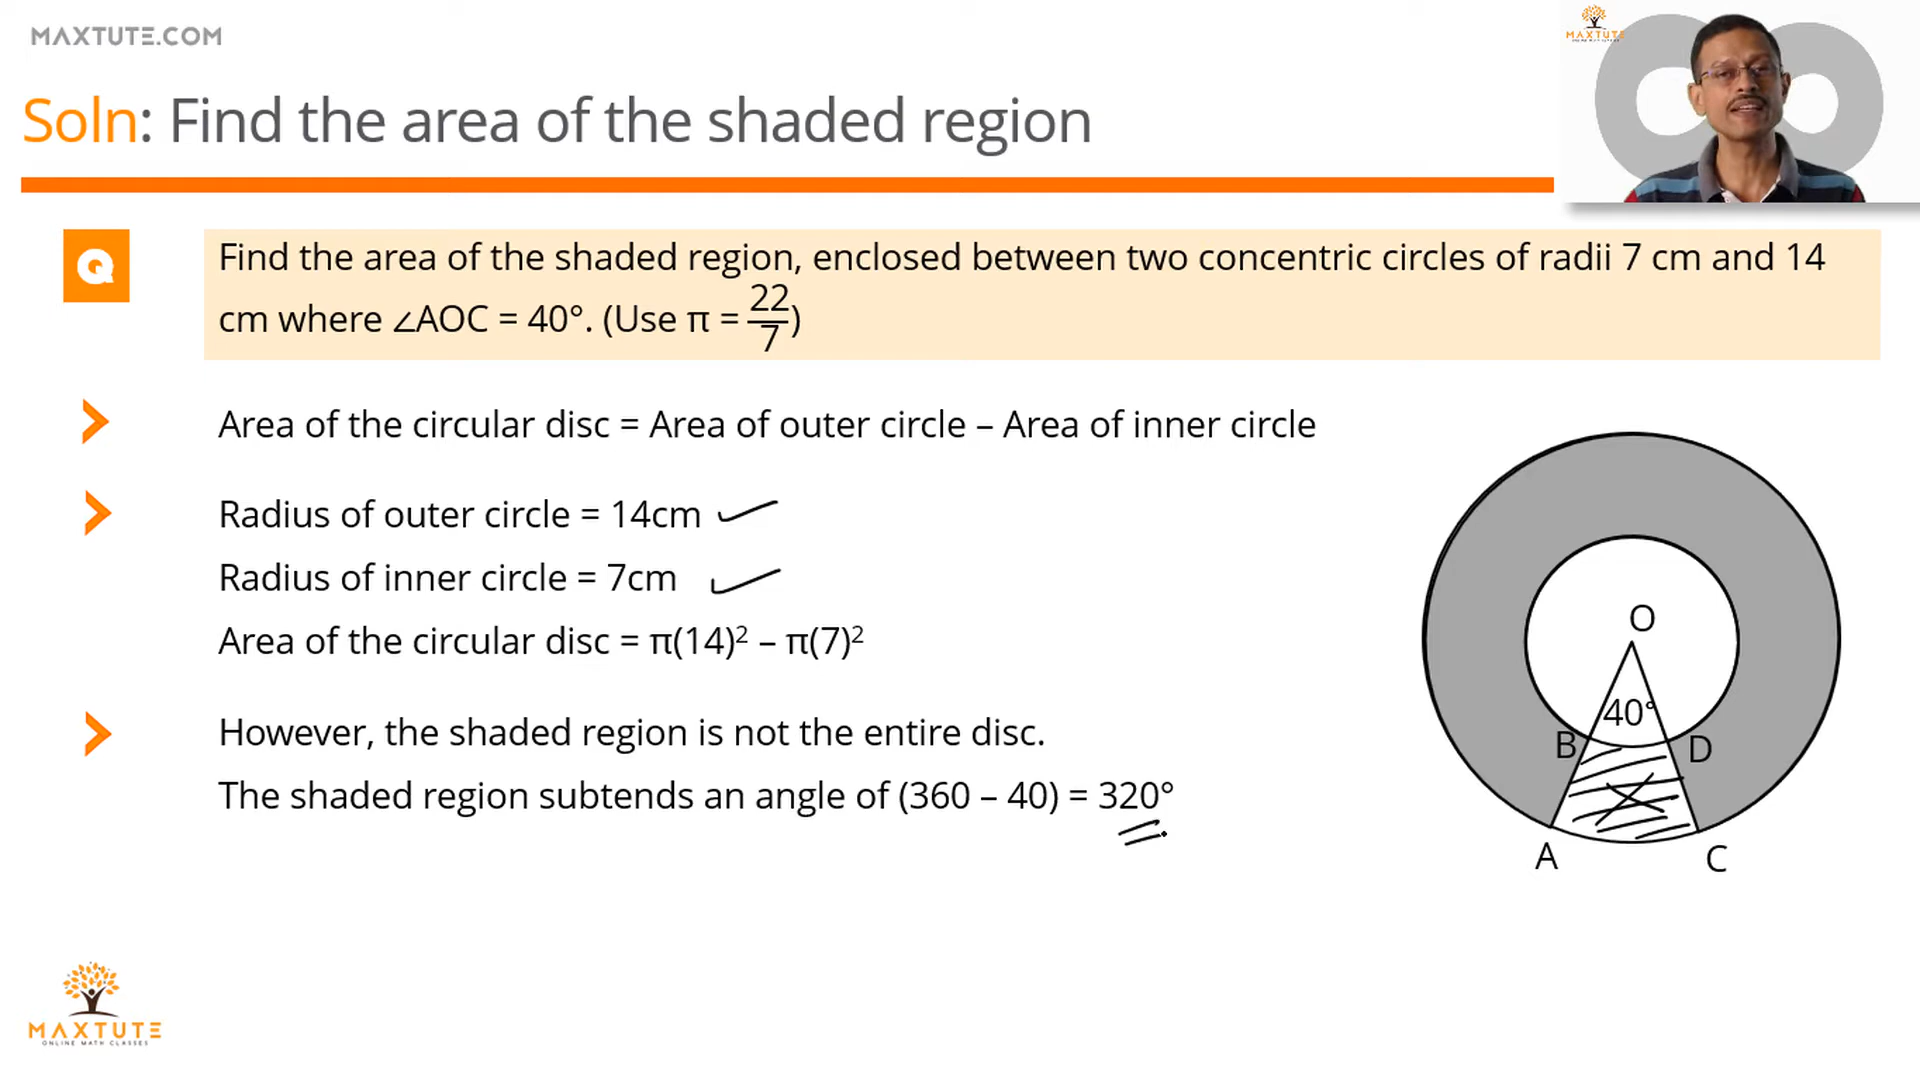 MAXTUTE.COM
MAXTUTE
Soln: Find the area of the shaded region
Q
Find the area of the shaded region, enclosed between two concentric circles of radii 7 cm and 14
cm where ∠AOC = 40°. (Use π = 22/7)
Area of the circular disc = Area of outer circle – Area of inner circle
Radius of outer circle = 14cm
Radius of inner circle = 7cm
Area of the circular disc = π(14)² – π(7)²
However, the shaded region is not the entire disc.
The shaded region subtends an angle of (360 – 40) = 320°
O
40°
B
D
A
C
MAXTUTE
ONLINE MATH CLASSES